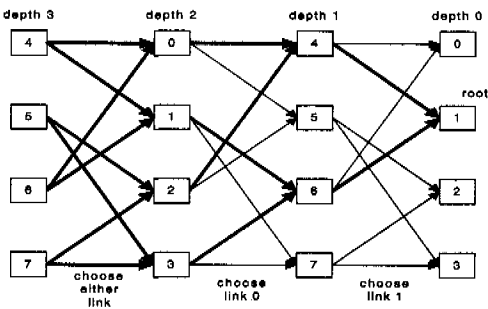 depth 3 depth 2 depth 1 depth 0
4 0 4 0
root
5 1 5 1
6 2 6 2
7 3 7 3
choose either link
choose link 0
choose link 1